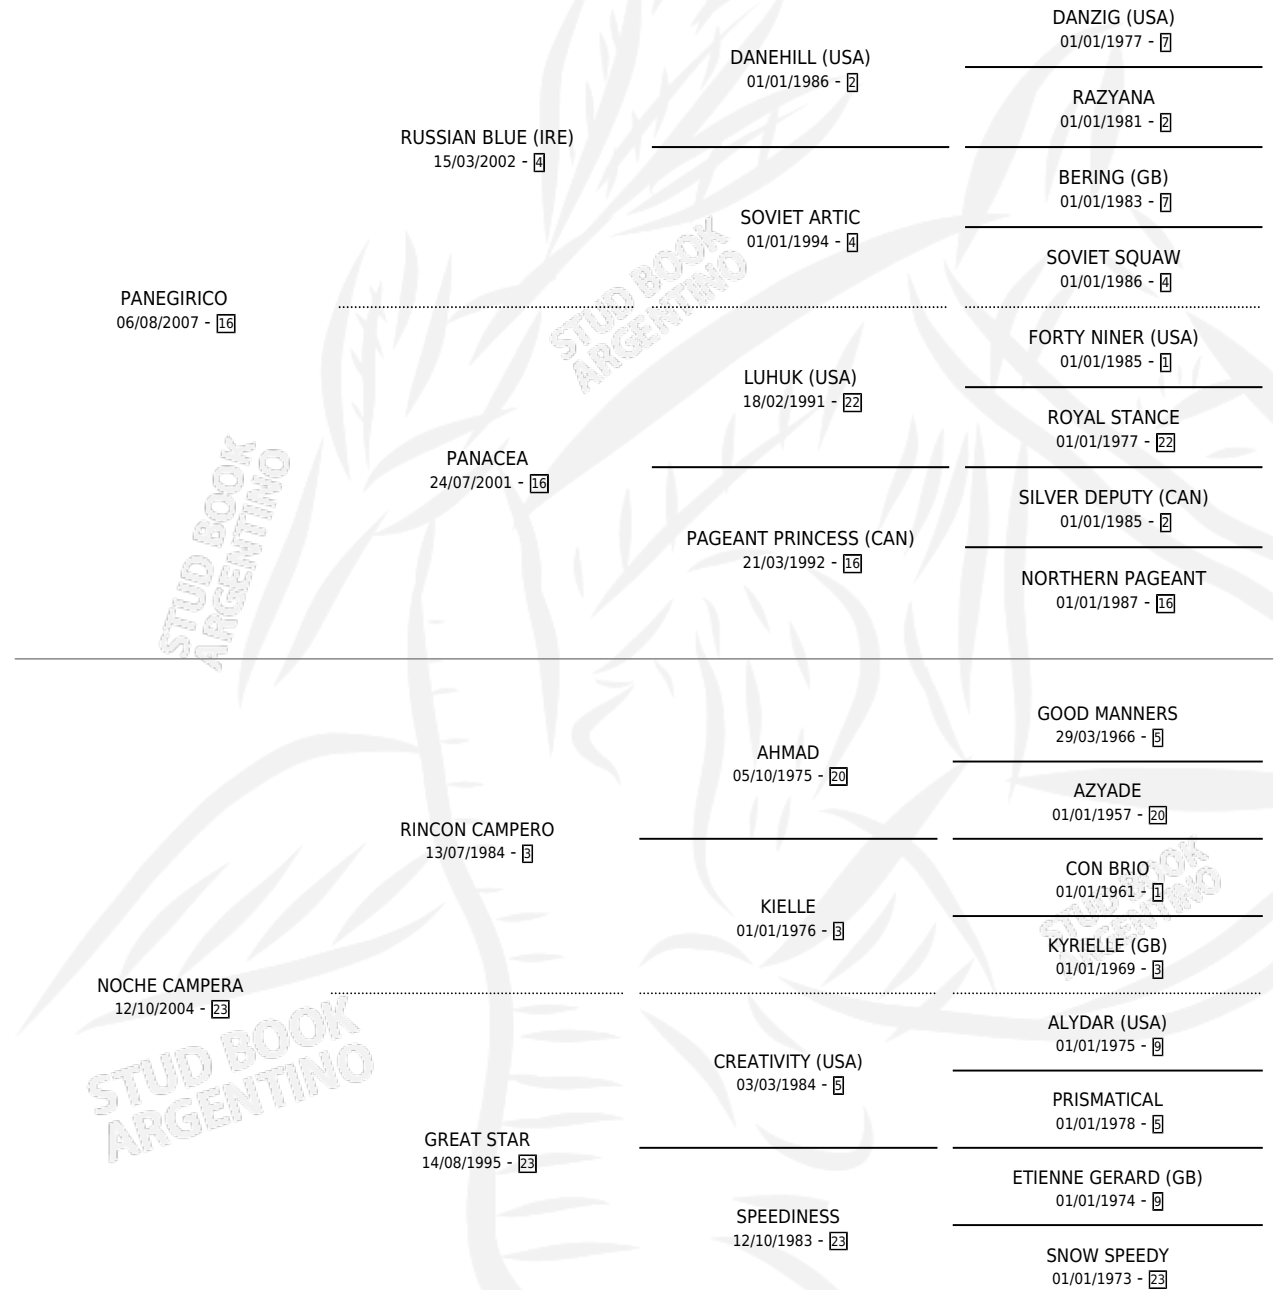 DANZIG (USA)
01/01/1977 - 7
DANEHILL (USA)
01/01/1986 - 2
RAZYANA
01/01/1981 - 2
RUSSIAN BLUE (IRE)
15/03/2002 - 4
BERING (GB)
01/01/1983 - 7
SOVIET ARTIC
01/01/1994 - 4
SOVIET SQUAW
01/01/1986 - 4
PANEGIRICO
06/08/2007 - 16
FORTY NINER (USA)
01/01/1985 - 1
LUHUK (USA)
18/02/1991 - 22
ROYAL STANCE
01/01/1977 - 22
PANACEA
24/07/2001 - 16
SILVER DEPUTY (CAN)
01/01/1985 - 2
PAGEANT PRINCESS (CAN)
21/03/1992 - 16
NORTHERN PAGEANT
01/01/1987 - 16
STUD BOOK
ARGENTINO
STUD BOOK
ARGENTINO
GOOD MANNERS
29/03/1966 - 5
AHMAD
05/10/1975 - 20
AZYADE
01/01/1957 - 20
RINCON CAMPERO
13/07/1984 - 3
CON BRIO
01/01/1961 - 1
KIELLE
01/01/1976 - 3
KYRIELLE (GB)
01/01/1969 - 3
NOCHE CAMPERA
12/10/2004 - 23
ALYDAR (USA)
01/01/1975 - 9
CREATIVITY (USA)
03/03/1984 - 5
PRISMATICAL
01/01/1978 - 5
GREAT STAR
14/08/1995 - 23
ETIENNE GERARD (GB)
01/01/1974 - 9
SPEEDINESS
12/10/1983 - 23
SNOW SPEEDY
01/01/1973 - 23
STUD BOOK
ARGENTINO
STUD BOOK
ARGENTINO